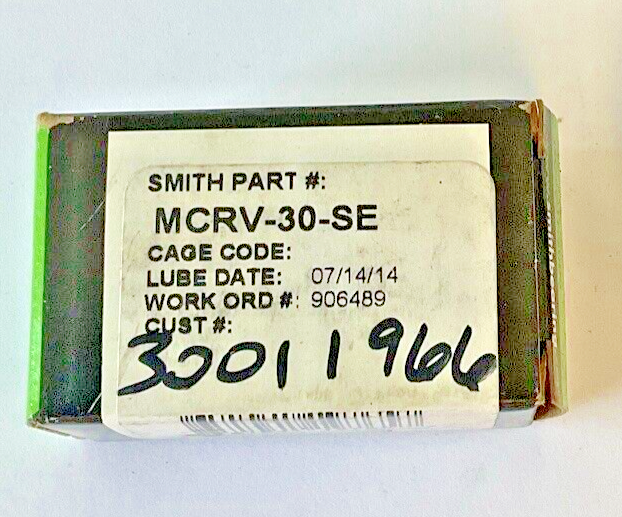 SMITH PART #:
MCRV-30-SE
CAGE CODE:
LUBE DATE: 07/14/14
WORK ORD #: 906489
CUST #:
30011966